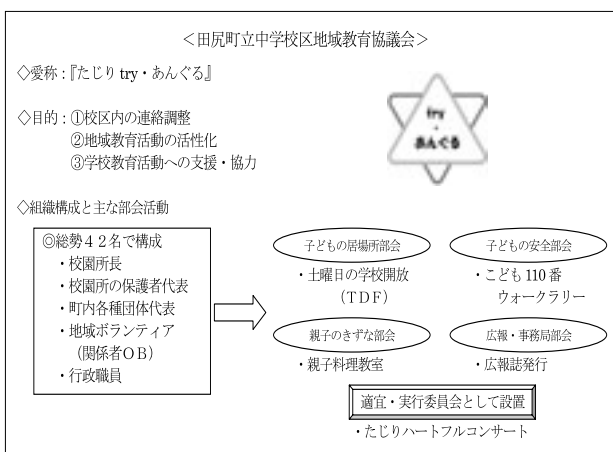 ＜田尻町立中学校区地域教育協議会＞
◇愛称：『たじり try・あんぐる』
try
・
あんぐる
◇目的：①校区内の連絡調整
②地域教育活動の活性化
③学校教育活動への支援・協力
◇組織構成と主な部会活動
◎総勢４２名で構成
・校園所長
・校園所の保護者代表
・町内各種団体代表
・地域ボランティア
（関係者ＯＢ）
・行政職員
子どもの居場所部会
・土曜日の学校開放
（ＴＤＦ）
子どもの安全部会
・こども 110 番
ウォークラリー
親子のきずな部会
・親子料理教室
広報・事務局部会
・広報誌発行
適宜・実行委員会として設置
・たじりハートフルコンサート